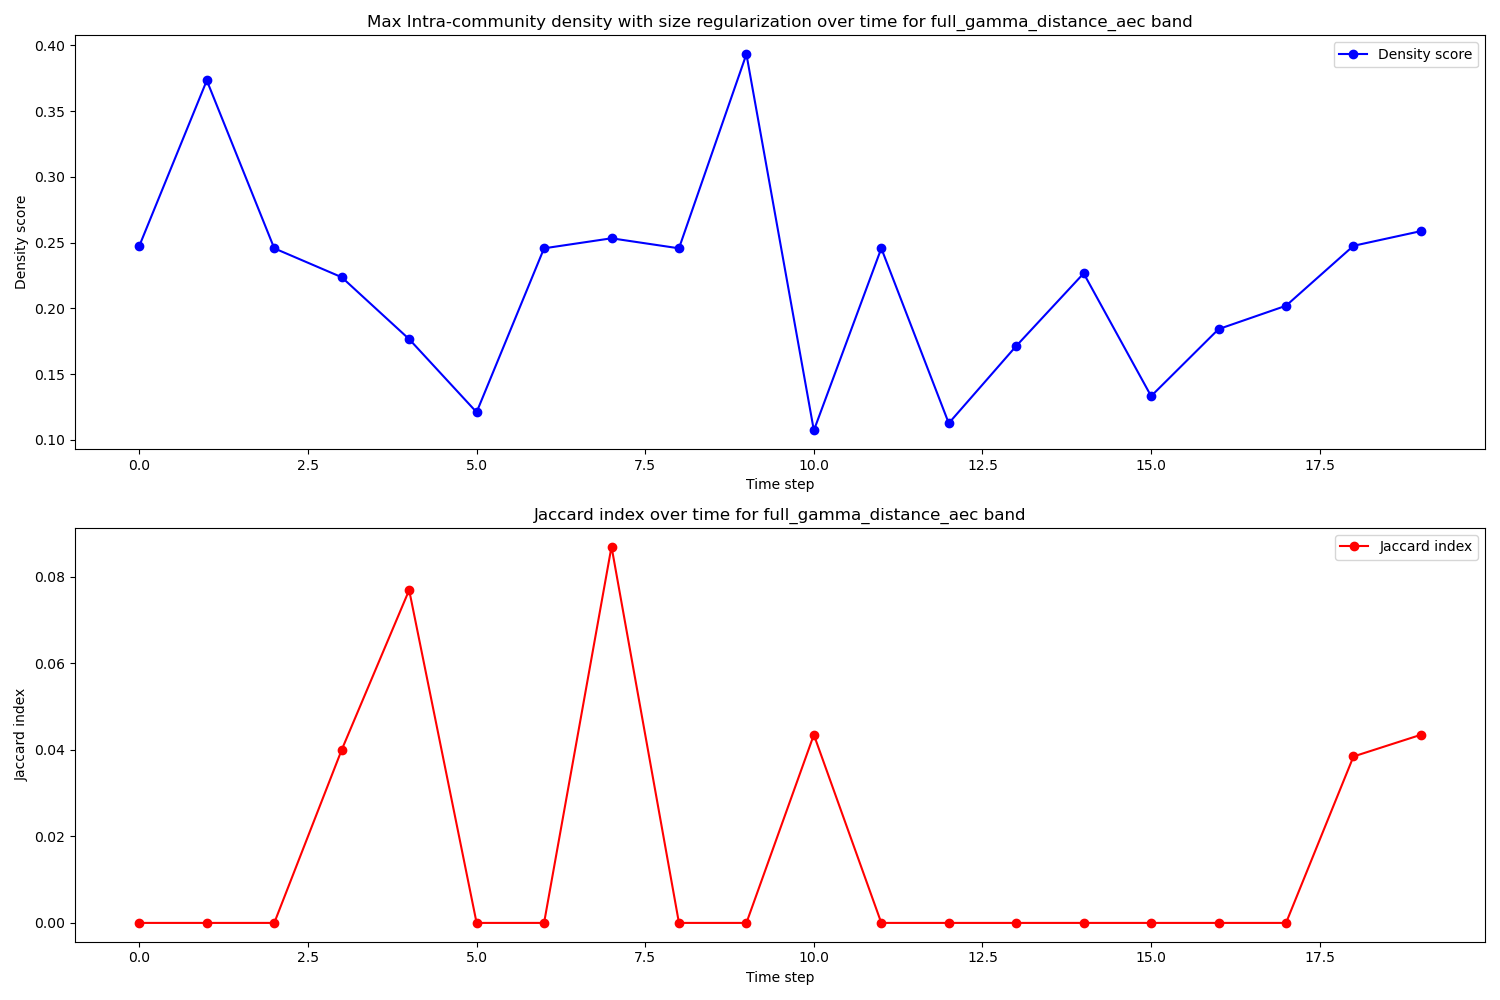 Max Intra-community density with size regularization over time for full_gamma_distance_aec band
Density score
0.40
0.35
0.30
0.25
0.20
0.15
0.10
Density score
0.0 2.5 5.0 7.5 10.0 12.5 15.0 17.5
Time step
Jaccard index over time for full_gamma_distance_aec band
Jaccard index
0.08
0.06
0.04
0.02
0.00
Jaccard index
0.0 2.5 5.0 7.5 10.0 12.5 15.0 17.5
Time step